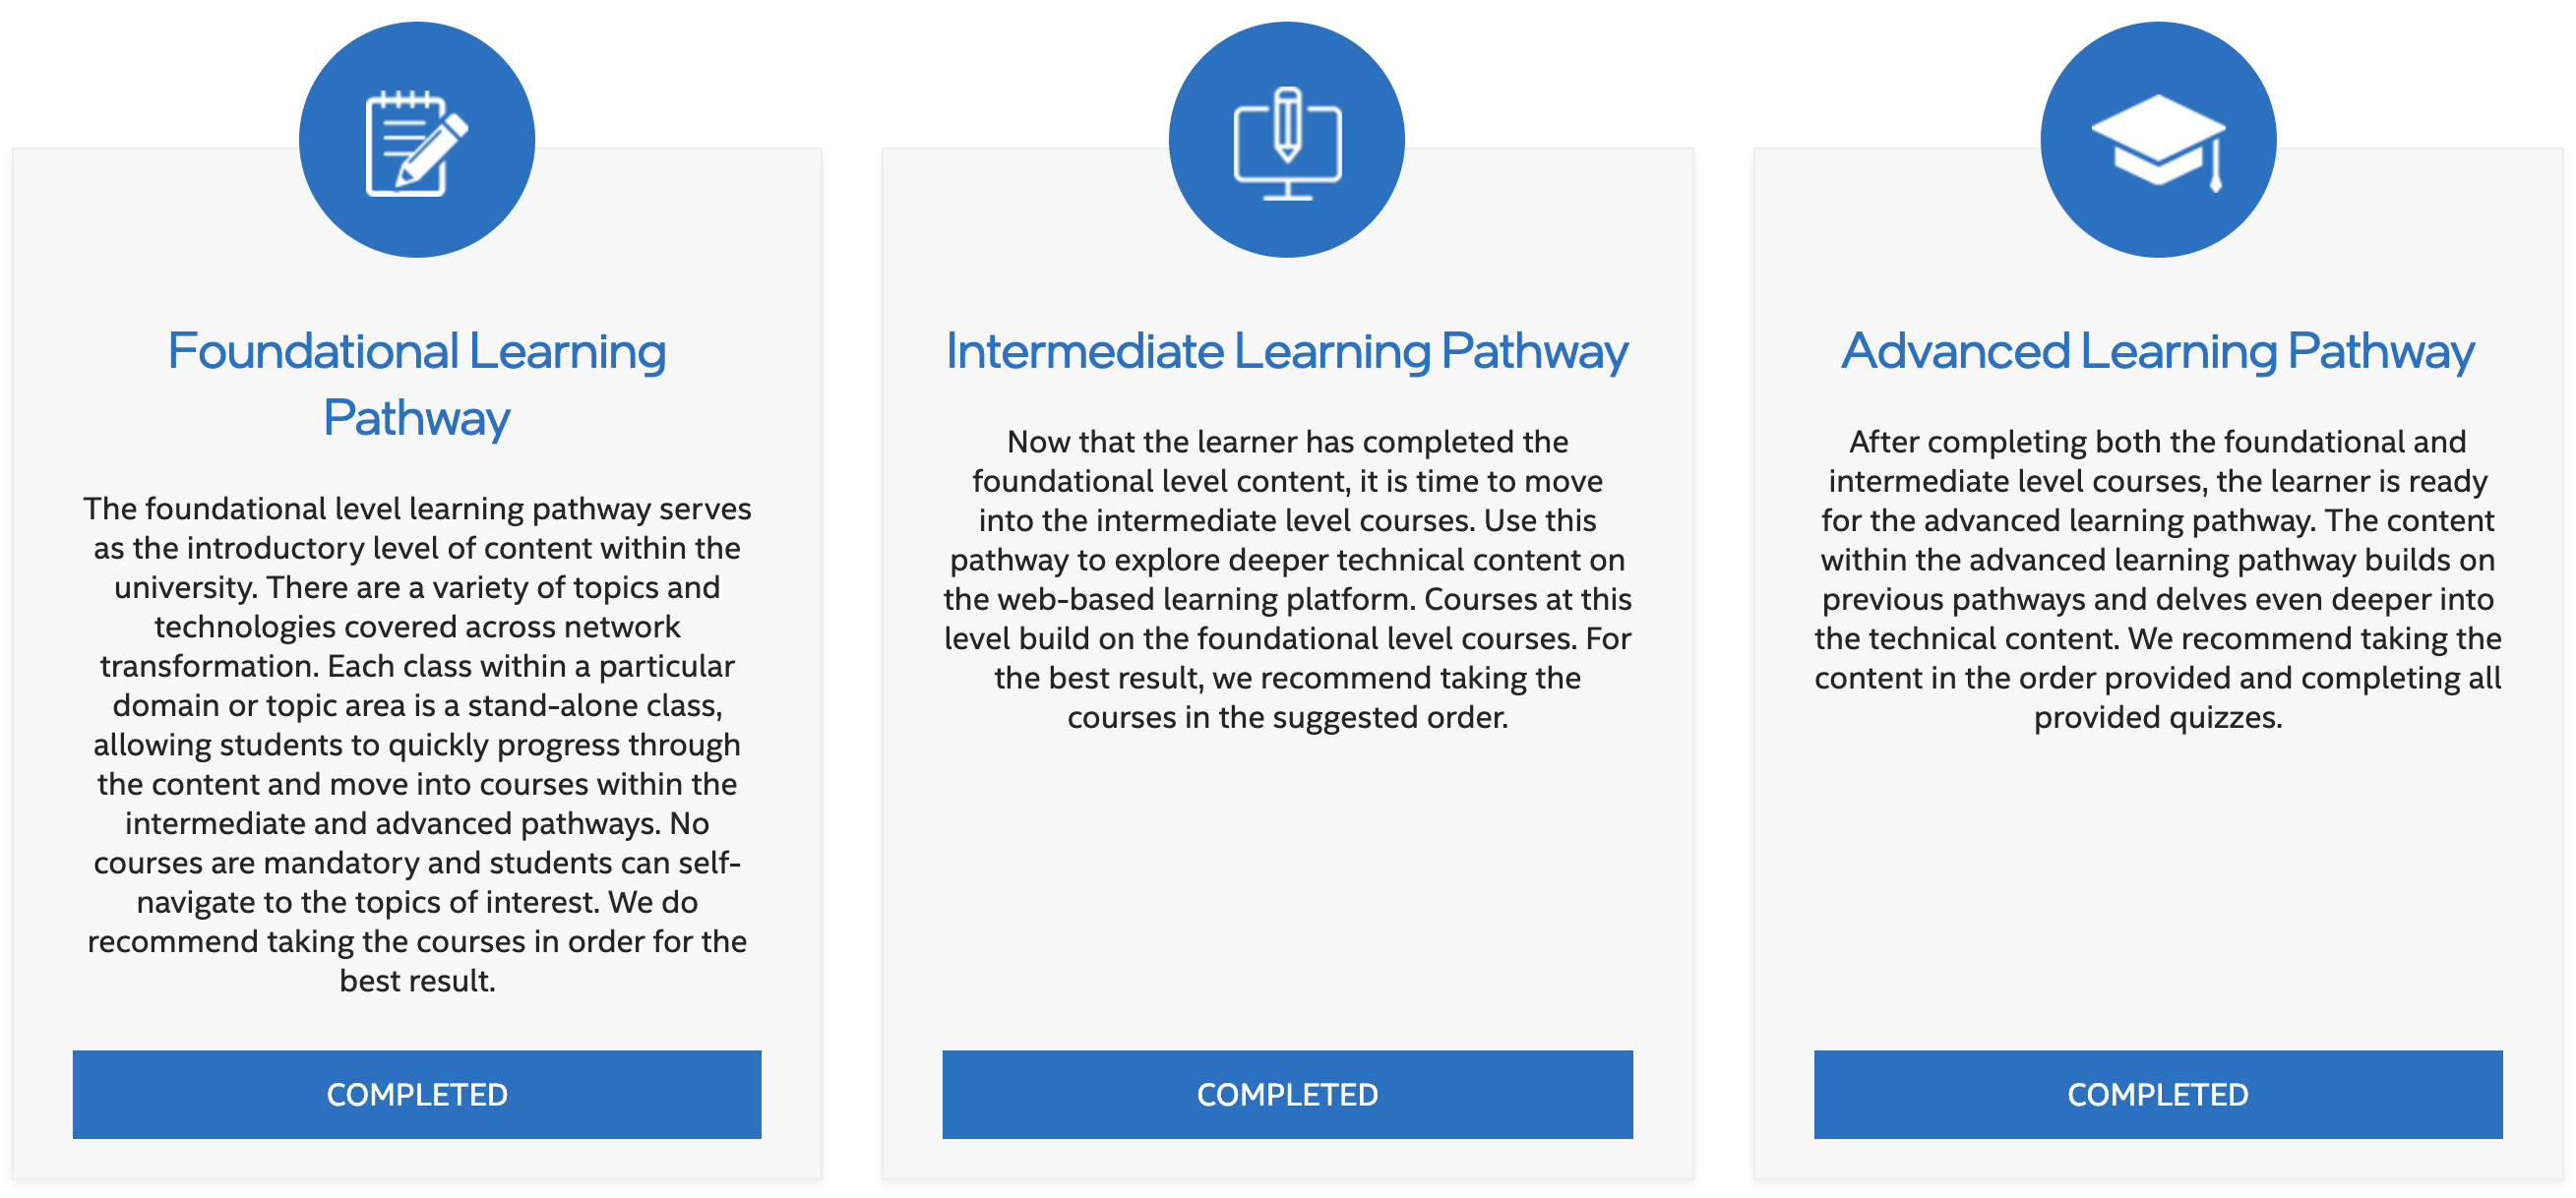 Foundational Learning
Pathway
The foundational level learning pathway serves
as the introductory level of content within the
university. There are a variety of topics and
technologies covered across network
transformation. Each class within a particular
domain or topic area is a stand-alone class,
allowing students to quickly progress through
the content and move into courses within the
intermediate and advanced pathways. No
courses are mandatory and students can self-
navigate to the topics of interest. We do
recommend taking the courses in order for the
best result.
COMPLETED
Intermediate Learning Pathway
Now that the learner has completed the
foundational level content, it is time to move
into the intermediate level courses. Use this
pathway to explore deeper technical content on
the web-based learning platform. Courses at this
level build on the foundational level courses. For
the best result, we recommend taking the
courses in the suggested order.
COMPLETED
Advanced Learning Pathway
After completing both the foundational and
intermediate level courses, the learner is ready
for the advanced learning pathway. The content
within the advanced learning pathway builds on
previous pathways and delves even deeper into
the technical content. We recommend taking the
content in the order provided and completing all
provided quizzes.
COMPLETED